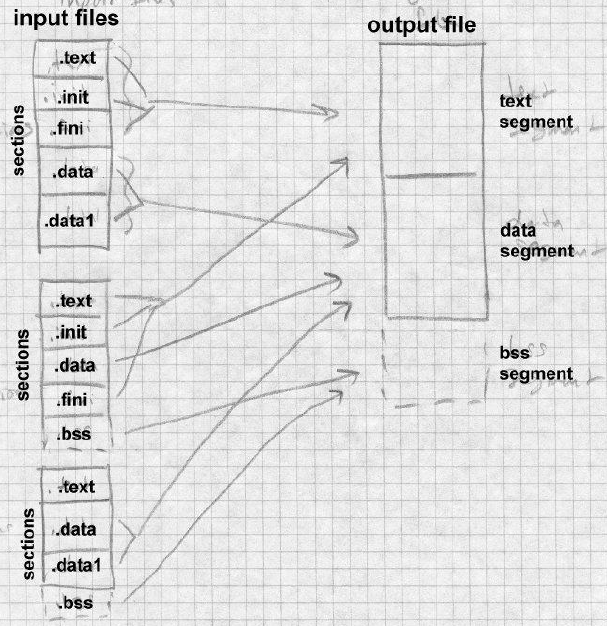 input files
output file
sections
.text
.init
.fini
.data
.data1
text
segment
data
segment
sections
.text
.init
.data
.fini
.bss
bss
segment
sections
.text
.data
.data1
.bss